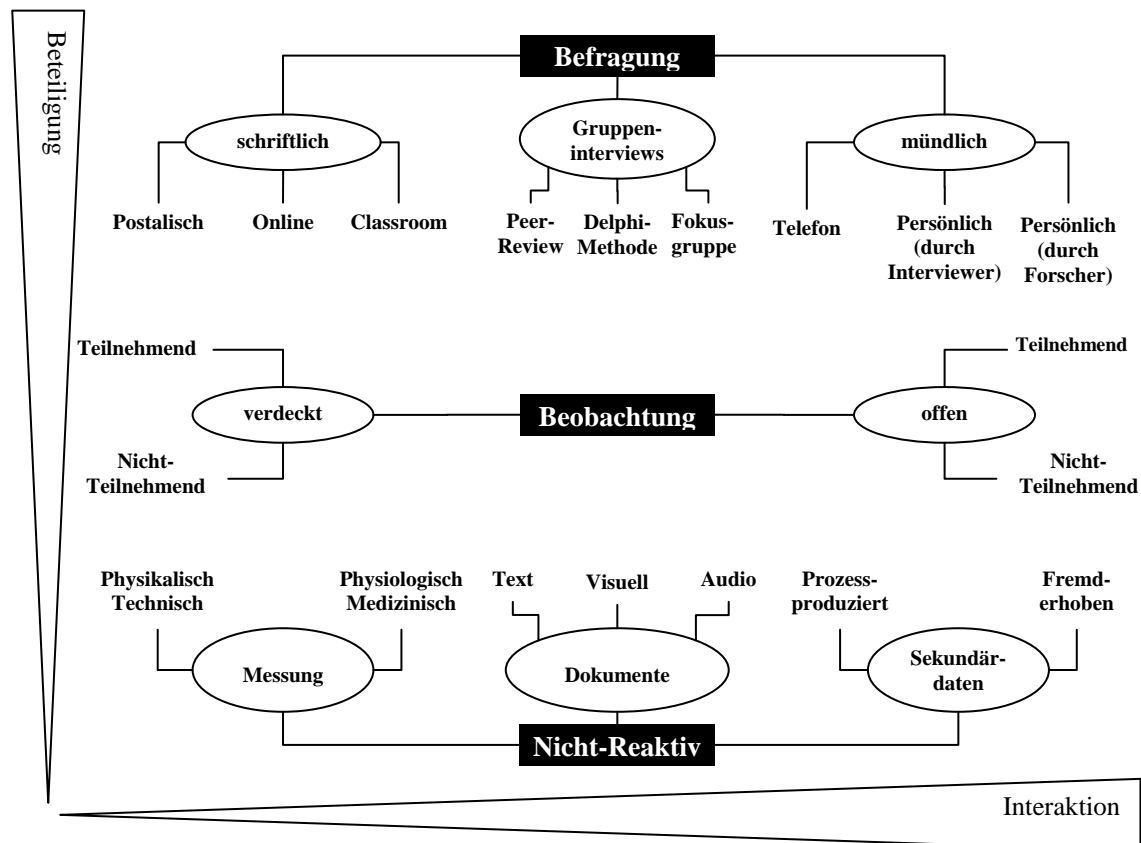 Beteiligung
Befragung
schriftlich
Gruppen-
interviews
mündlich
Postalisch
Online
Classroom
Peer-
Review
Delphi-
Methode
Fokus-
gruppe
Telefon
Persönlich
(durch
Interviewer)
Persönlich
(durch
Forscher)
Teilnehmend
Teilnehmend
verdeckt
Beobachtung
offen
Nicht-
Teilnehmend
Nicht-
Teilnehmend
Physikalisch
Technisch
Physiologisch
Medizinisch
Text
Visuell
Audio
Prozess-
produziert
Fremd-
erhoben
Messung
Dokumente
Sekundär-
daten
Nicht-Reaktiv
Interaktion